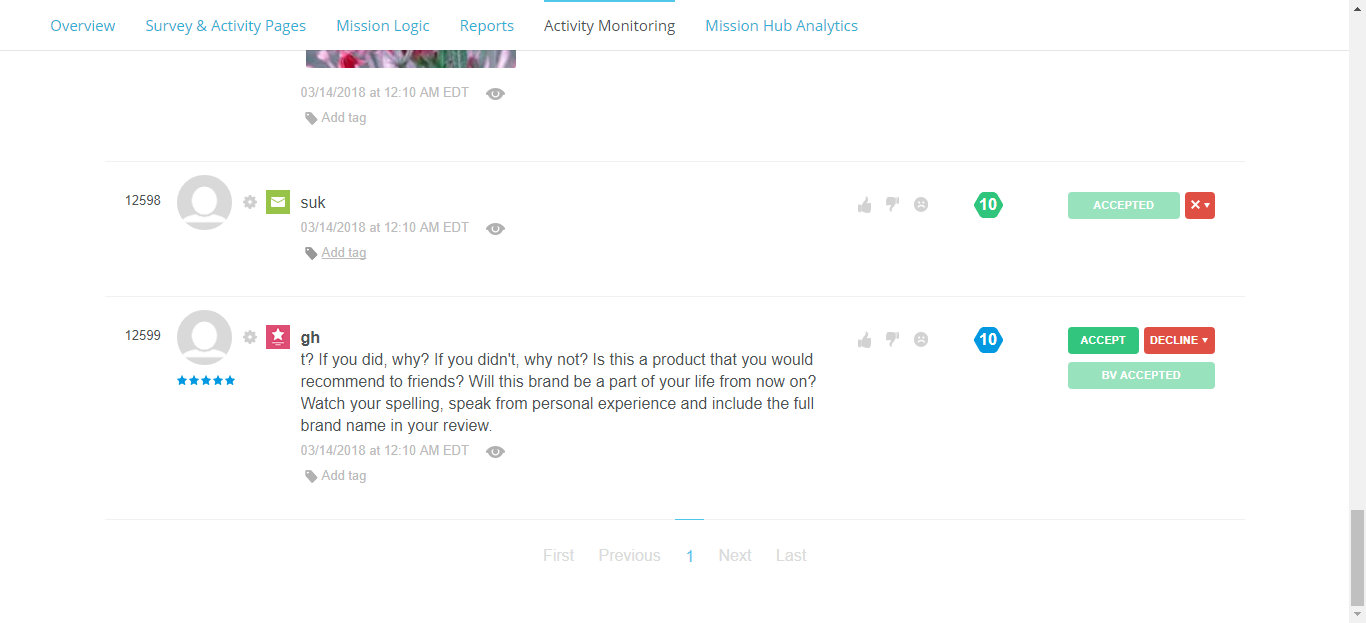 Overview Survey & Activity Pages Mission Logic Reports Activity Monitoring Mission Hub Analytics
03/14/2018 at 12:10 AM EDT
Add tag
12598 suk 10 ACCEPTED
03/14/2018 at 12:10 AM EDT
Add tag
12599 gh 10 ACCEPT DECLINE
t? If you did, why? If you didn't, why not? Is this a product that you would
recommend to friends? Will this brand be a part of your life from now on? BV ACCEPTED
Watch your spelling, speak from personal experience and include the full
brand name in your review.
03/14/2018 at 12:10 AM EDT
Add tag
First Previous 1 Next Last